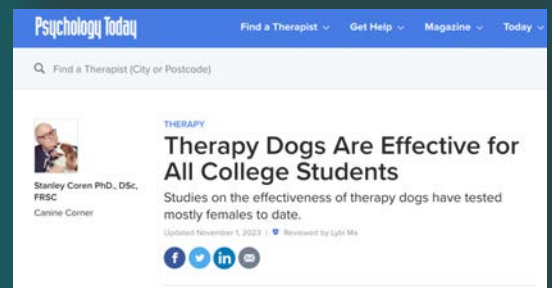 Psychology Today
Find a Therapist
Get Help
Magazine
Today
Find a Therapist (City or Postcode)
Stanley Coren PhD., DSc,
FRSC
Canine Corner
THERAPY
Therapy Dogs Are Effective for
All College Students
Studies on the effectiveness of therapy dogs have tested
mostly females to date.
Updated November 1, 2023 | Reviewed by Lybi Ma
f
in